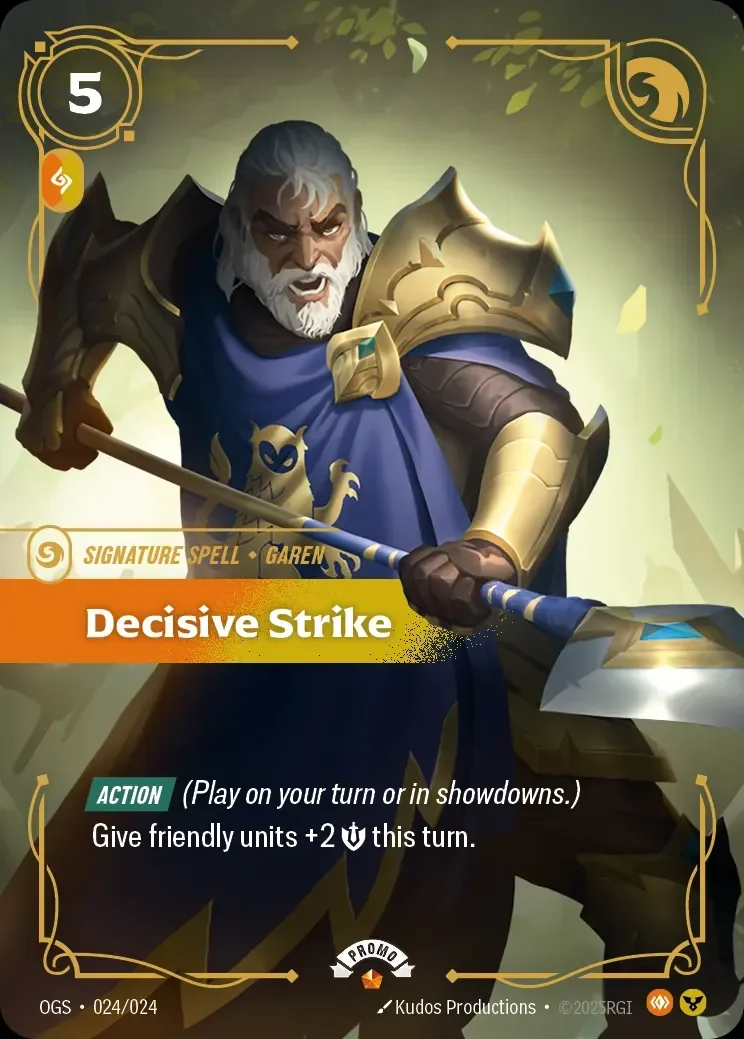 5
SIGNATURE SPELL • GAREN
Decisive Strike
ACTION (Play on your turn or in showdowns.)
Give friendly units +2 this turn.
PROMO
OGS • 024/024 Kudos Productions • ©2025RGI